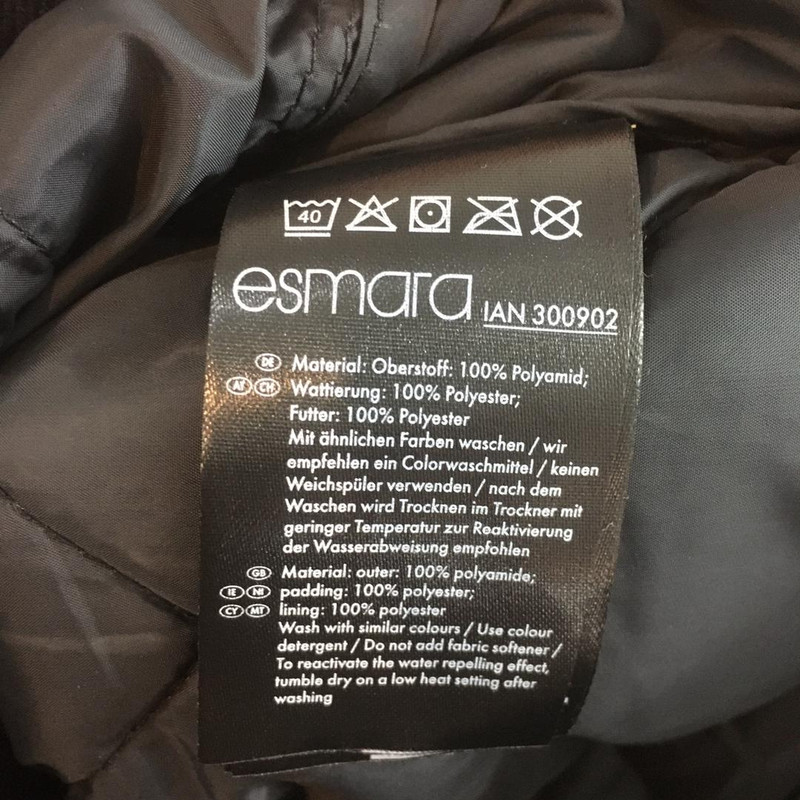 40
esmara IAN 300902
DE Material: Oberstoff: 100% Polyamid;
AT CH Wattierung: 100% Polyester;
Futter: 100% Polyester
Mit ähnlichen Farben waschen / wir
empfehlen ein Colorwaschmittel / keinen
Weichspüler verwenden / nach dem
Waschen wird Trocknen im Trockner mit
geringer Temperatur zur Reaktivierung
der Wasserabweisung empfohlen
GB Material: outer: 100% polyamide;
IE NI padding: 100% polyester;
CY MT lining: 100% polyester
Wash with similar colours / Use colour
detergent / Do not add fabric softener /
To reactivate the water repelling effect,
tumble dry on a low heat setting after
washing